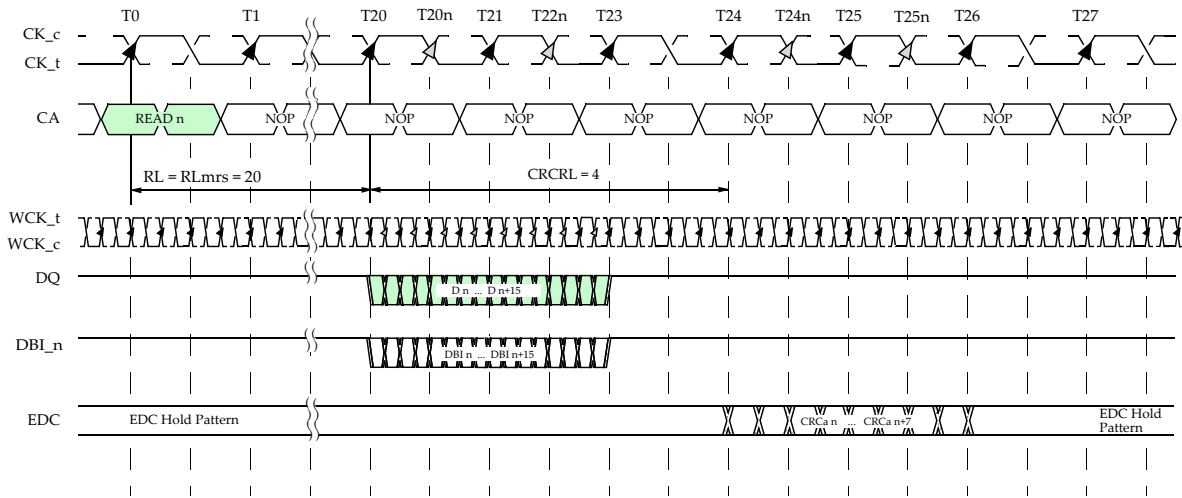 T0 T1 T20 T20n T21 T22n T23 T24 T24n T25 T25n T26 T27
CK_c
CK_t
CA READ n NOP NOP NOP NOP NOP NOP NOP NOP
RL = RLmrs = 20 CRCRL = 4
WCK_t
WCK_c
DQ
D n ... D n+15
DBI_n
DBI n ... DBI n+15
EDC EDC Hold Pattern CRCa n ... CRCa n+7 EDC Hold
Pattern